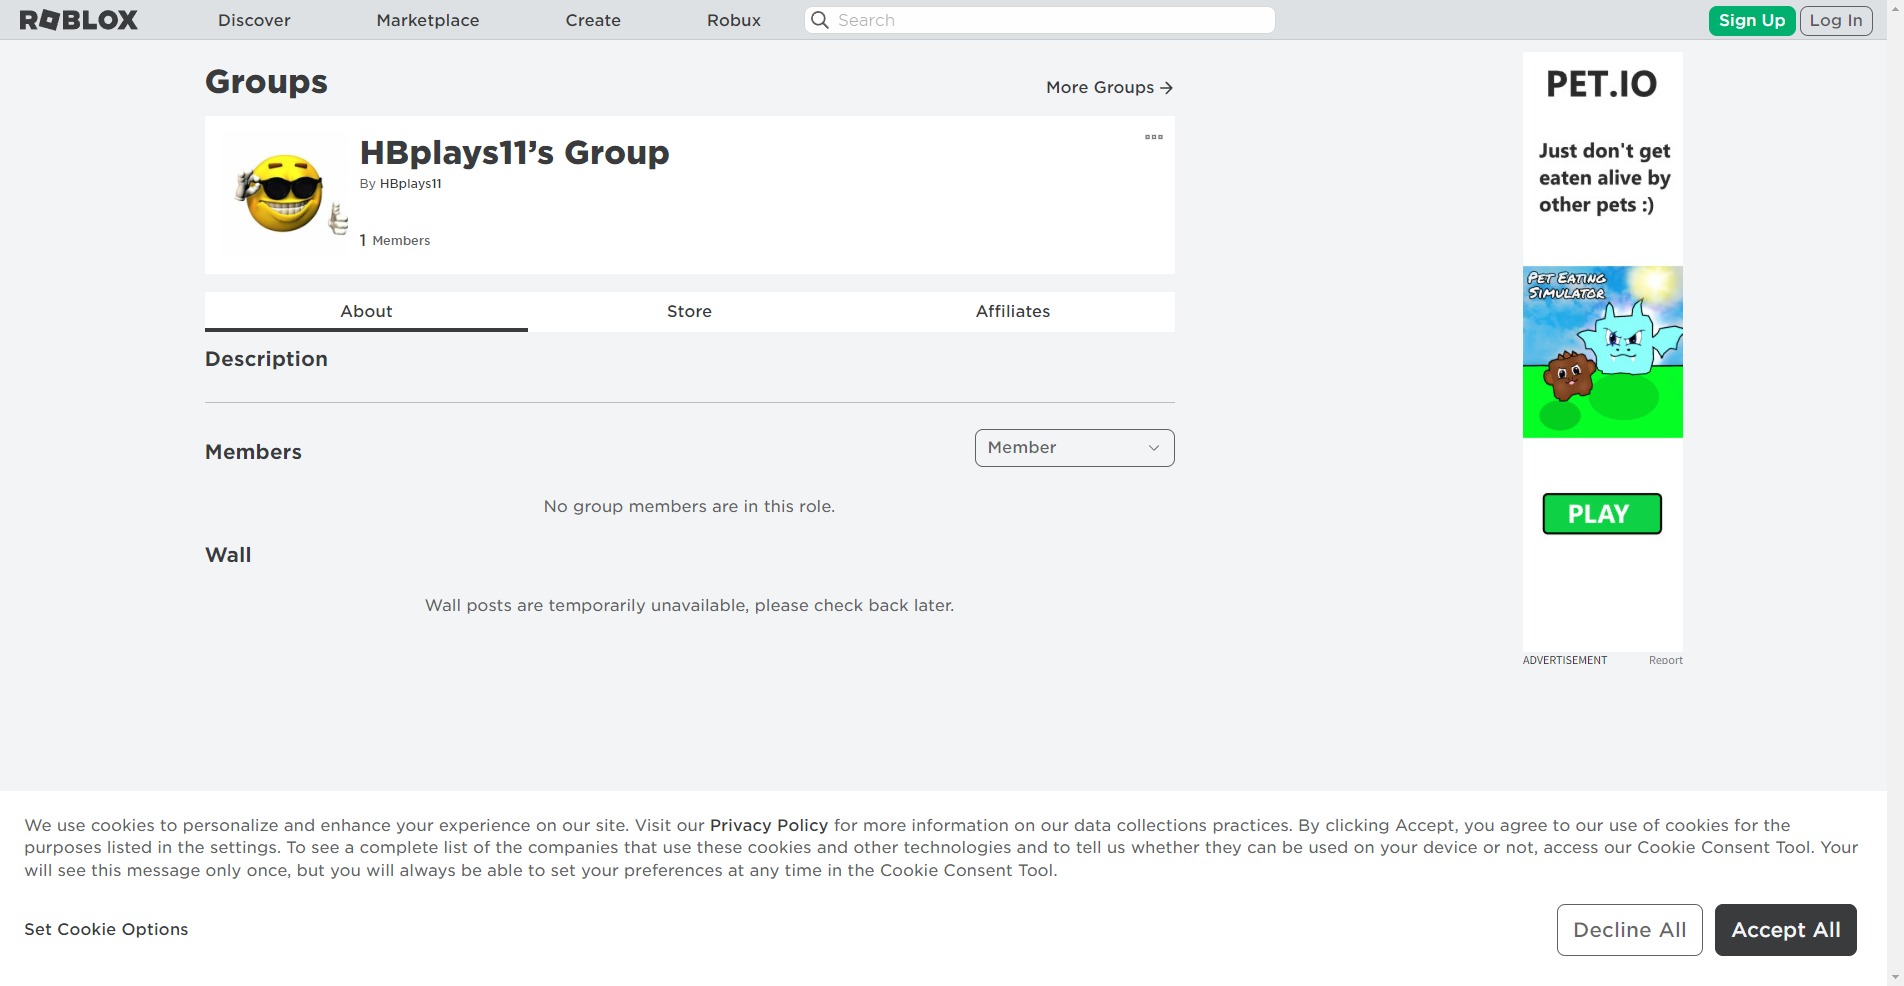 ROBLOX
Discover
Marketplace
Create
Robux
Search
Sign Up
Log In
Groups
More Groups
HBplays11's Group
By HBplays11
1 Members
About
Store
Affiliates
Description
Members
Member
No group members are in this role.
Wall
Wall posts are temporarily unavailable, please check back later.
PET.IO
Just don't get
eaten alive by
other pets :)
PET EATING
SIMULATOR
PLAY
ADVERTISEMENT
Report
We use cookies to personalize and enhance your experience on our site. Visit our Privacy Policy for more information on our data collections practices. By clicking Accept, you agree to our use of cookies for the
purposes listed in the settings. To see a complete list of the companies that use these cookies and other technologies and to tell us whether they can be used on your device or not, access our Cookie Consent Tool. Your
will see this message only once, but you will always be able to set your preferences at any time in the Cookie Consent Tool.
Set Cookie Options
Decline All
Accept All